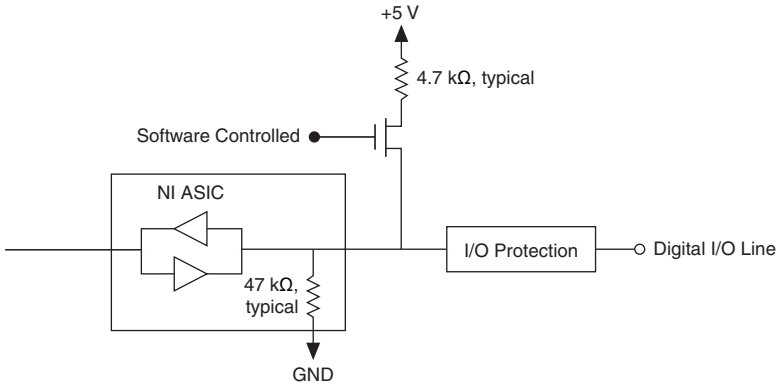 +5 V
4.7 kΩ, typical
Software Controlled
NI ASIC
I/O Protection
Digital I/O Line
47 kΩ,
typical
GND